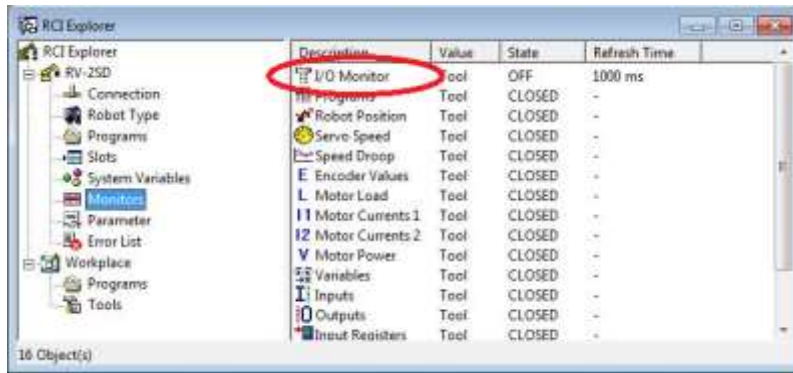 RCI Explorer
RCI Explorer
RV-2SD
Connection
Robot Type
Programs
Slots
System Variables
Monitors
Parameter
Error List
Workplace
Programs
Tools
Description Value State Refresh Time
I/O Monitor Tool OFF 1000 ms
Programs Tool CLOSED -
Robot Position Tool CLOSED -
Servo Speed Tool CLOSED -
Speed Droop Tool CLOSED -
E Encoder Values Tool CLOSED -
L Motor Load Tool CLOSED -
I1 Motor Currents 1 Tool CLOSED -
I2 Motor Currents 2 Tool CLOSED -
V Motor Power Tool CLOSED -
Variables Tool CLOSED -
I Inputs Tool CLOSED -
O Outputs Tool CLOSED -
Input Registers Tool CLOSED -
16 Object(s)